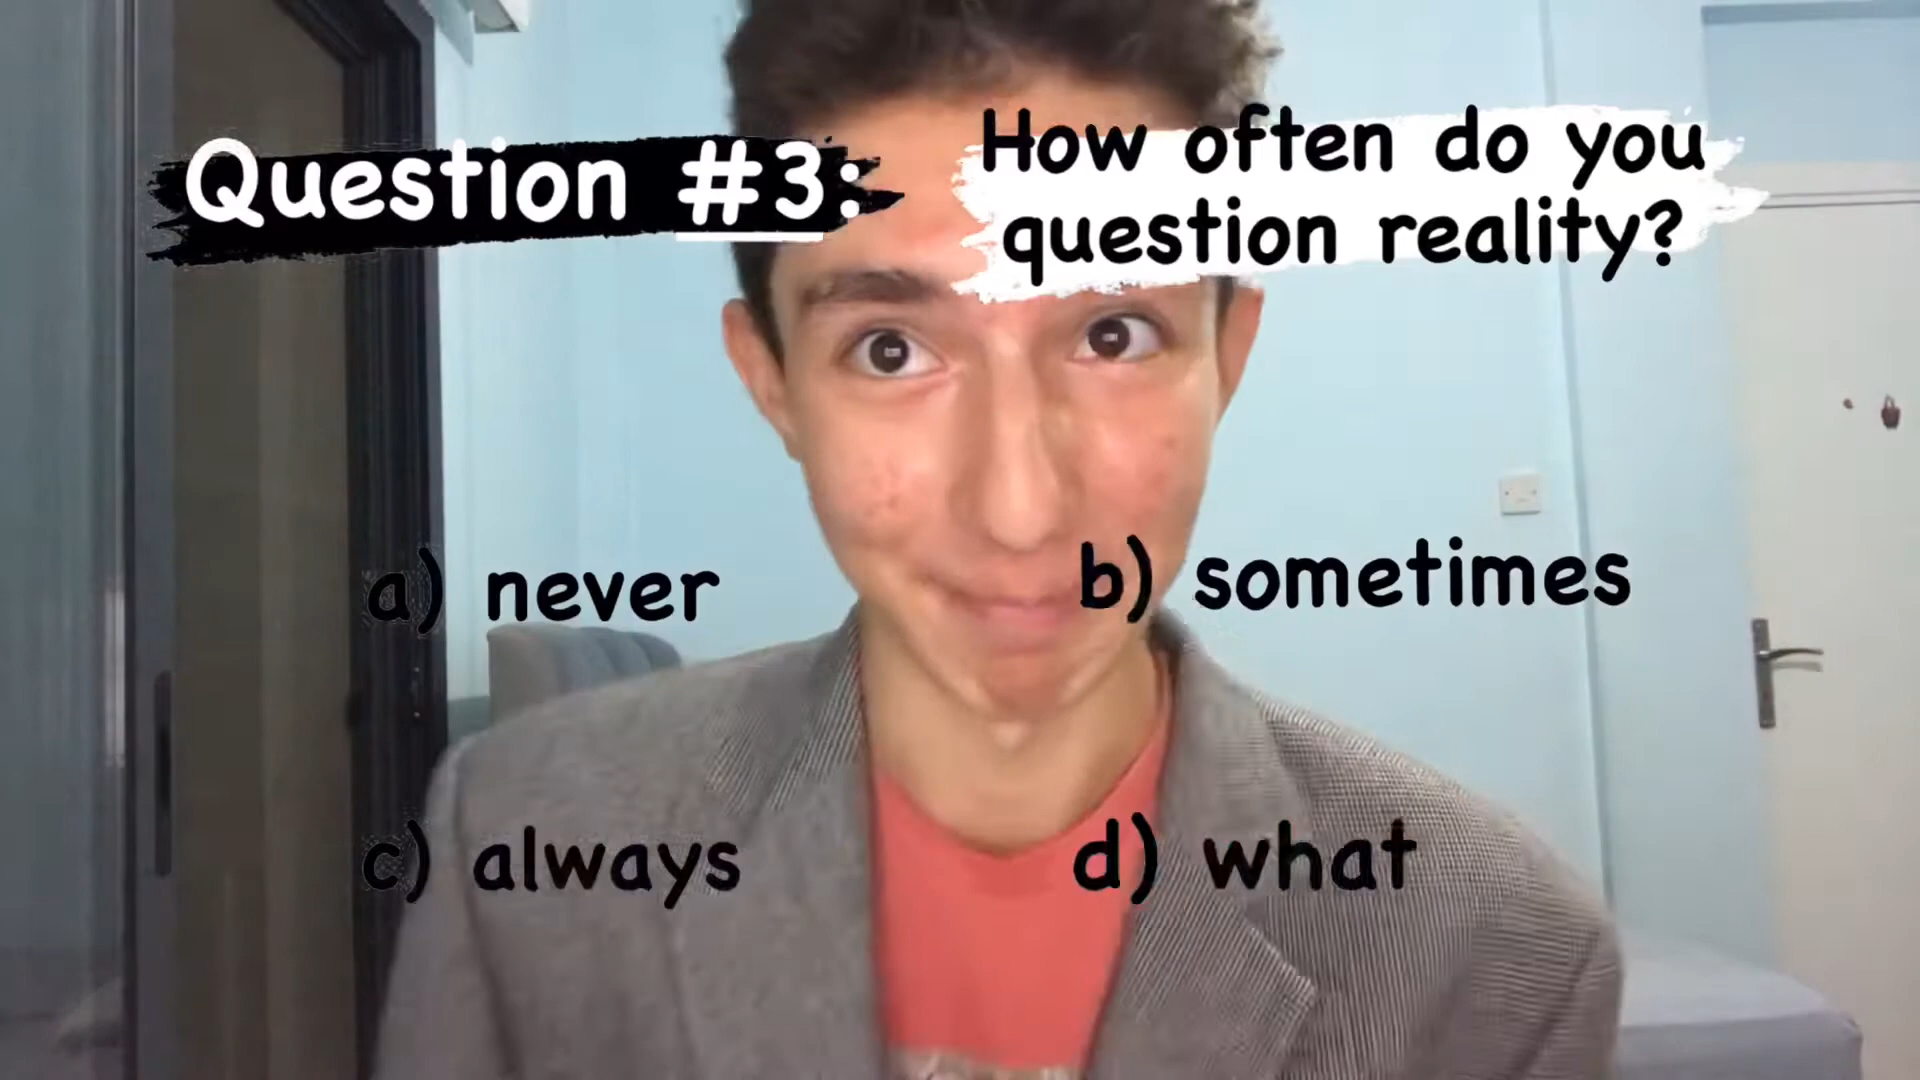 Question #3:
How often do you
question reality?
a) never
b) sometimes
c) always
d) what